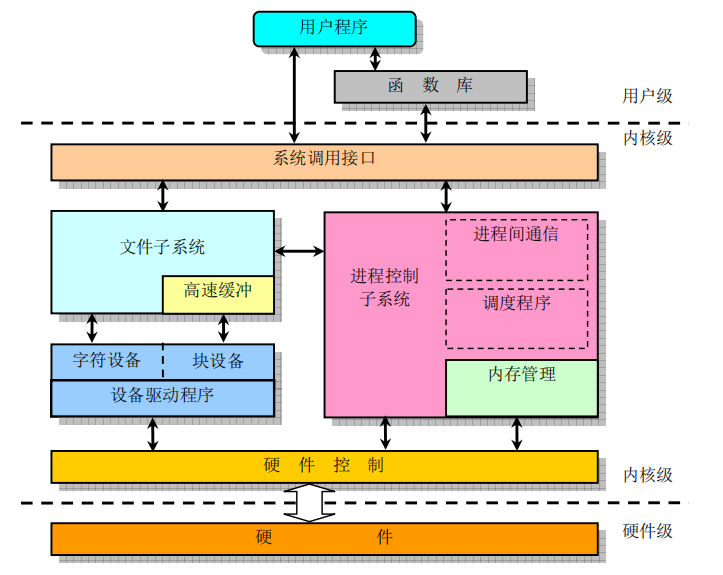 用户程序
函 数 库
用户级
内核级
系统调用接口
文件子系统
高速缓冲
进程控制
子系统
进程间通信
调度程序
内存管理
字符设备
块设备
设备驱动程序
硬 件 控 制
内核级
硬件级
硬 件